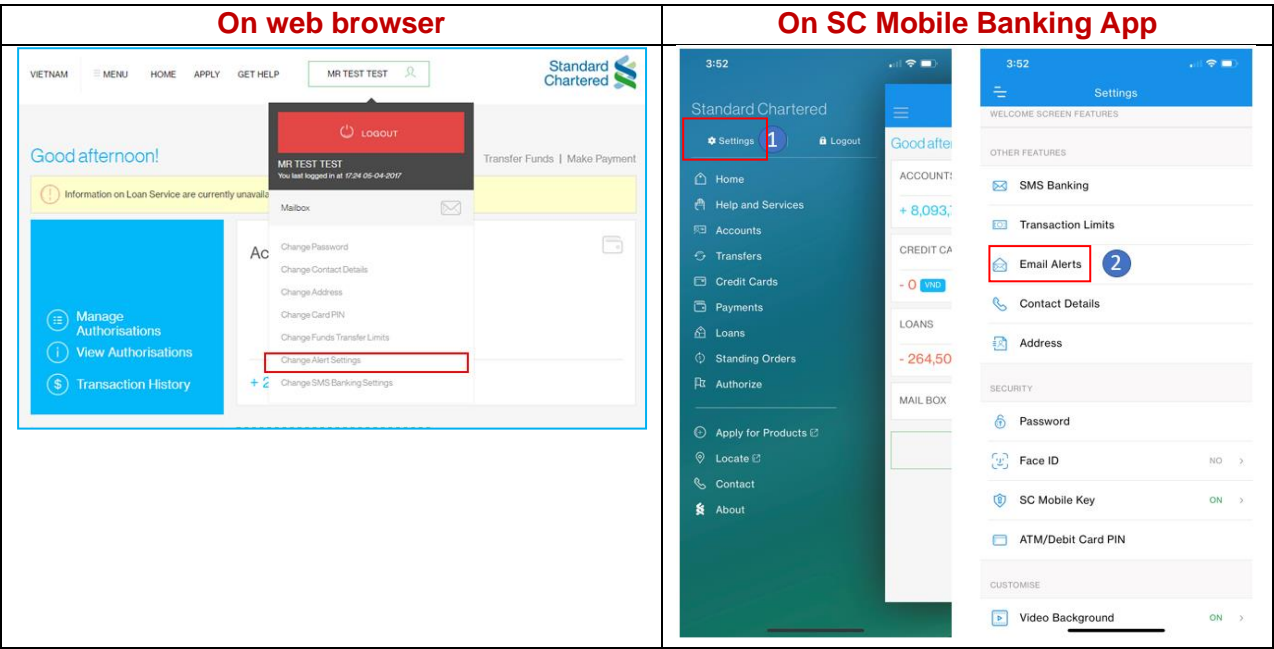 On web browser
On SC Mobile Banking App
VIETNAM
MENU
HOME
APPLY
GET HELP
MR TEST TEST
Standard
Chartered
LOGOUT
MR TEST TEST
You last logged in at 17:24 05-04-2017
Good afternoon!
Transfer Funds | Make Payment
Information on Loan Service are currently unavaila
Mailbox
Ac
Change Password
Change Contact Details
Change Address
Change Card PIN
Change Funds Transfer Limits
Change Alert Settings
Change SMS Banking Settings
Manage
Authorisations
View Authorisations
Transaction History
+ 2
3:52
Standard Chartered
Settings
1
Logout
Home
Help and Services
Accounts
Transfers
Credit Cards
Payments
Loans
Standing Orders
Authorize
Apply for Products
Locate
Contact
About
Good after
ACCOUNTS
+ 8,093,
CREDIT CA
- 0 VND
LOANS
- 264,50
MAIL BOX
3:52
Settings
WELCOME SCREEN FEATURES
OTHER FEATURES
SMS Banking
Transaction Limits
Email Alerts
2
Contact Details
Address
SECURITY
Password
Face ID
NO
SC Mobile Key
ON
ATM/Debit Card PIN
CUSTOMISE
Video Background
ON